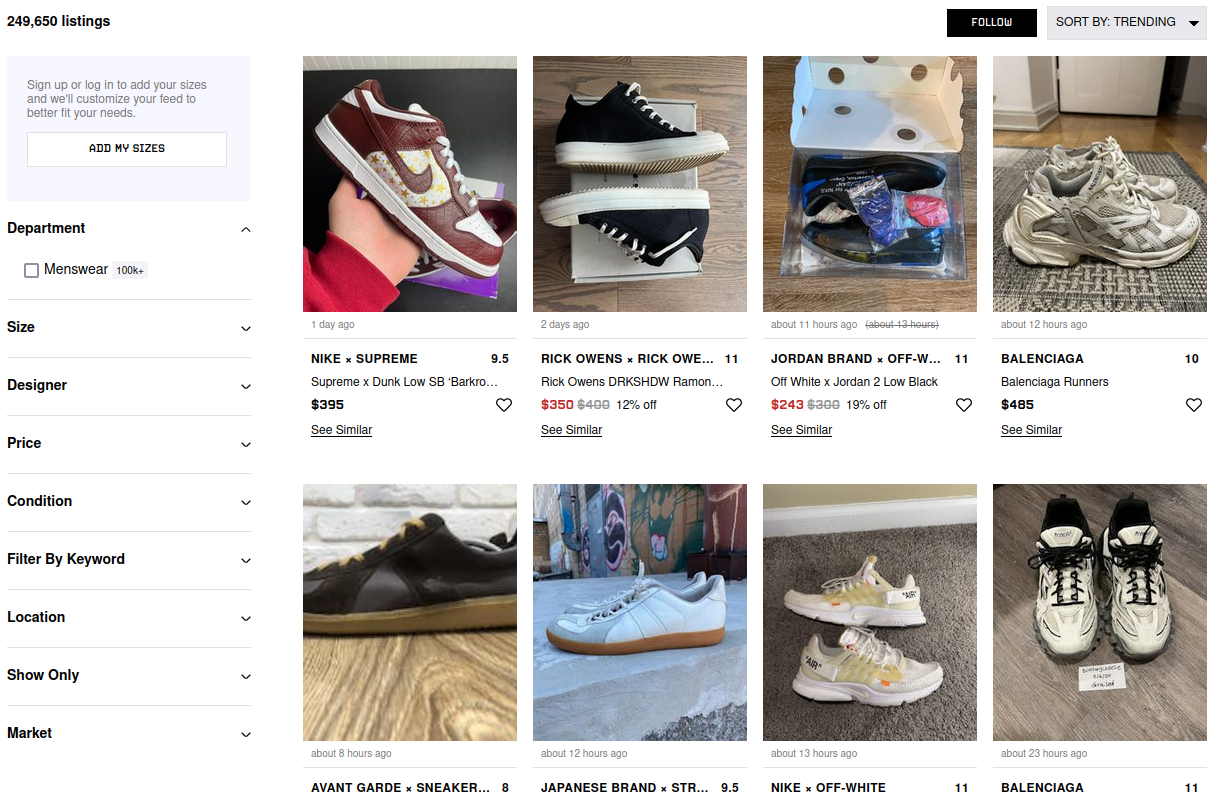 249,650 listings
FOLLOW
SORT BY: TRENDING
Sign up or log in to add your sizes
and we'll customize your feed to
better fit your needs.
ADD MY SIZES
Department
Menswear 100k+
Size
Designer
Price
Condition
Filter By Keyword
Location
Show Only
Market
1 day ago
NIKE × SUPREME 9.5
Supreme x Dunk Low SB 'Barkro...
$395
See Similar
2 days ago
RICK OWENS × RICK OWE... 11
Rick Owens DRKSHDW Ramon...
$350 $400 12% off
See Similar
about 11 hours ago (about 13 hours)
JORDAN BRAND × OFF-W... 11
Off White x Jordan 2 Low Black
$243 $300 19% off
See Similar
about 12 hours ago
BALENCIAGA 10
Balenciaga Runners
$485
See Similar
about 8 hours ago
AVANT GARDE × SNEAKER... 8
about 12 hours ago
JAPANESE BRAND × STR... 9.5
"AIR"
"AIR"
about 13 hours ago
NIKE × OFF-WHITE 11
about 23 hours ago
BALENCIAGA 11